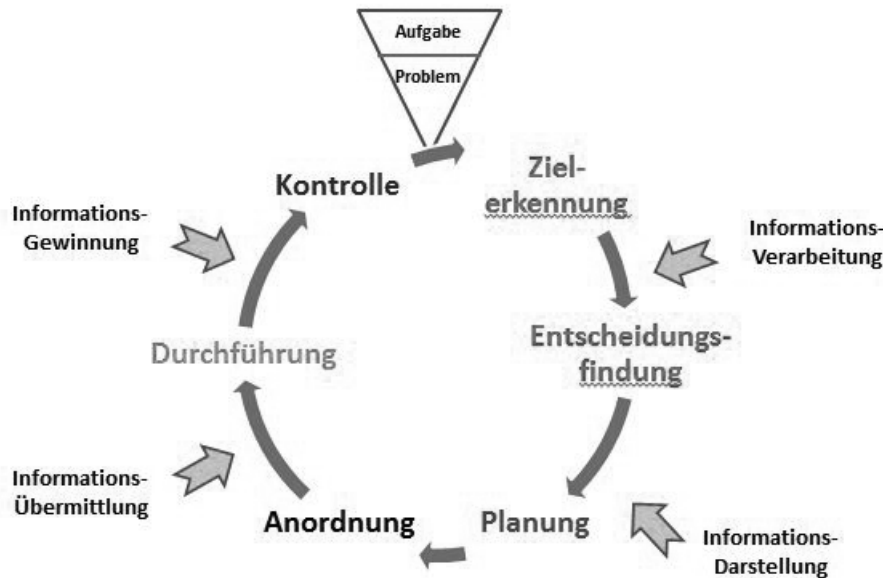 Aufgabe
Problem
Ziel-
erkennung
Kontrolle
Informations-
Gewinnung
Informations-
Verarbeitung
Durchführung
Entscheidungs-
findung
Informations-
Übermittlung
Anordnung
Planung
Informations-
Darstellung